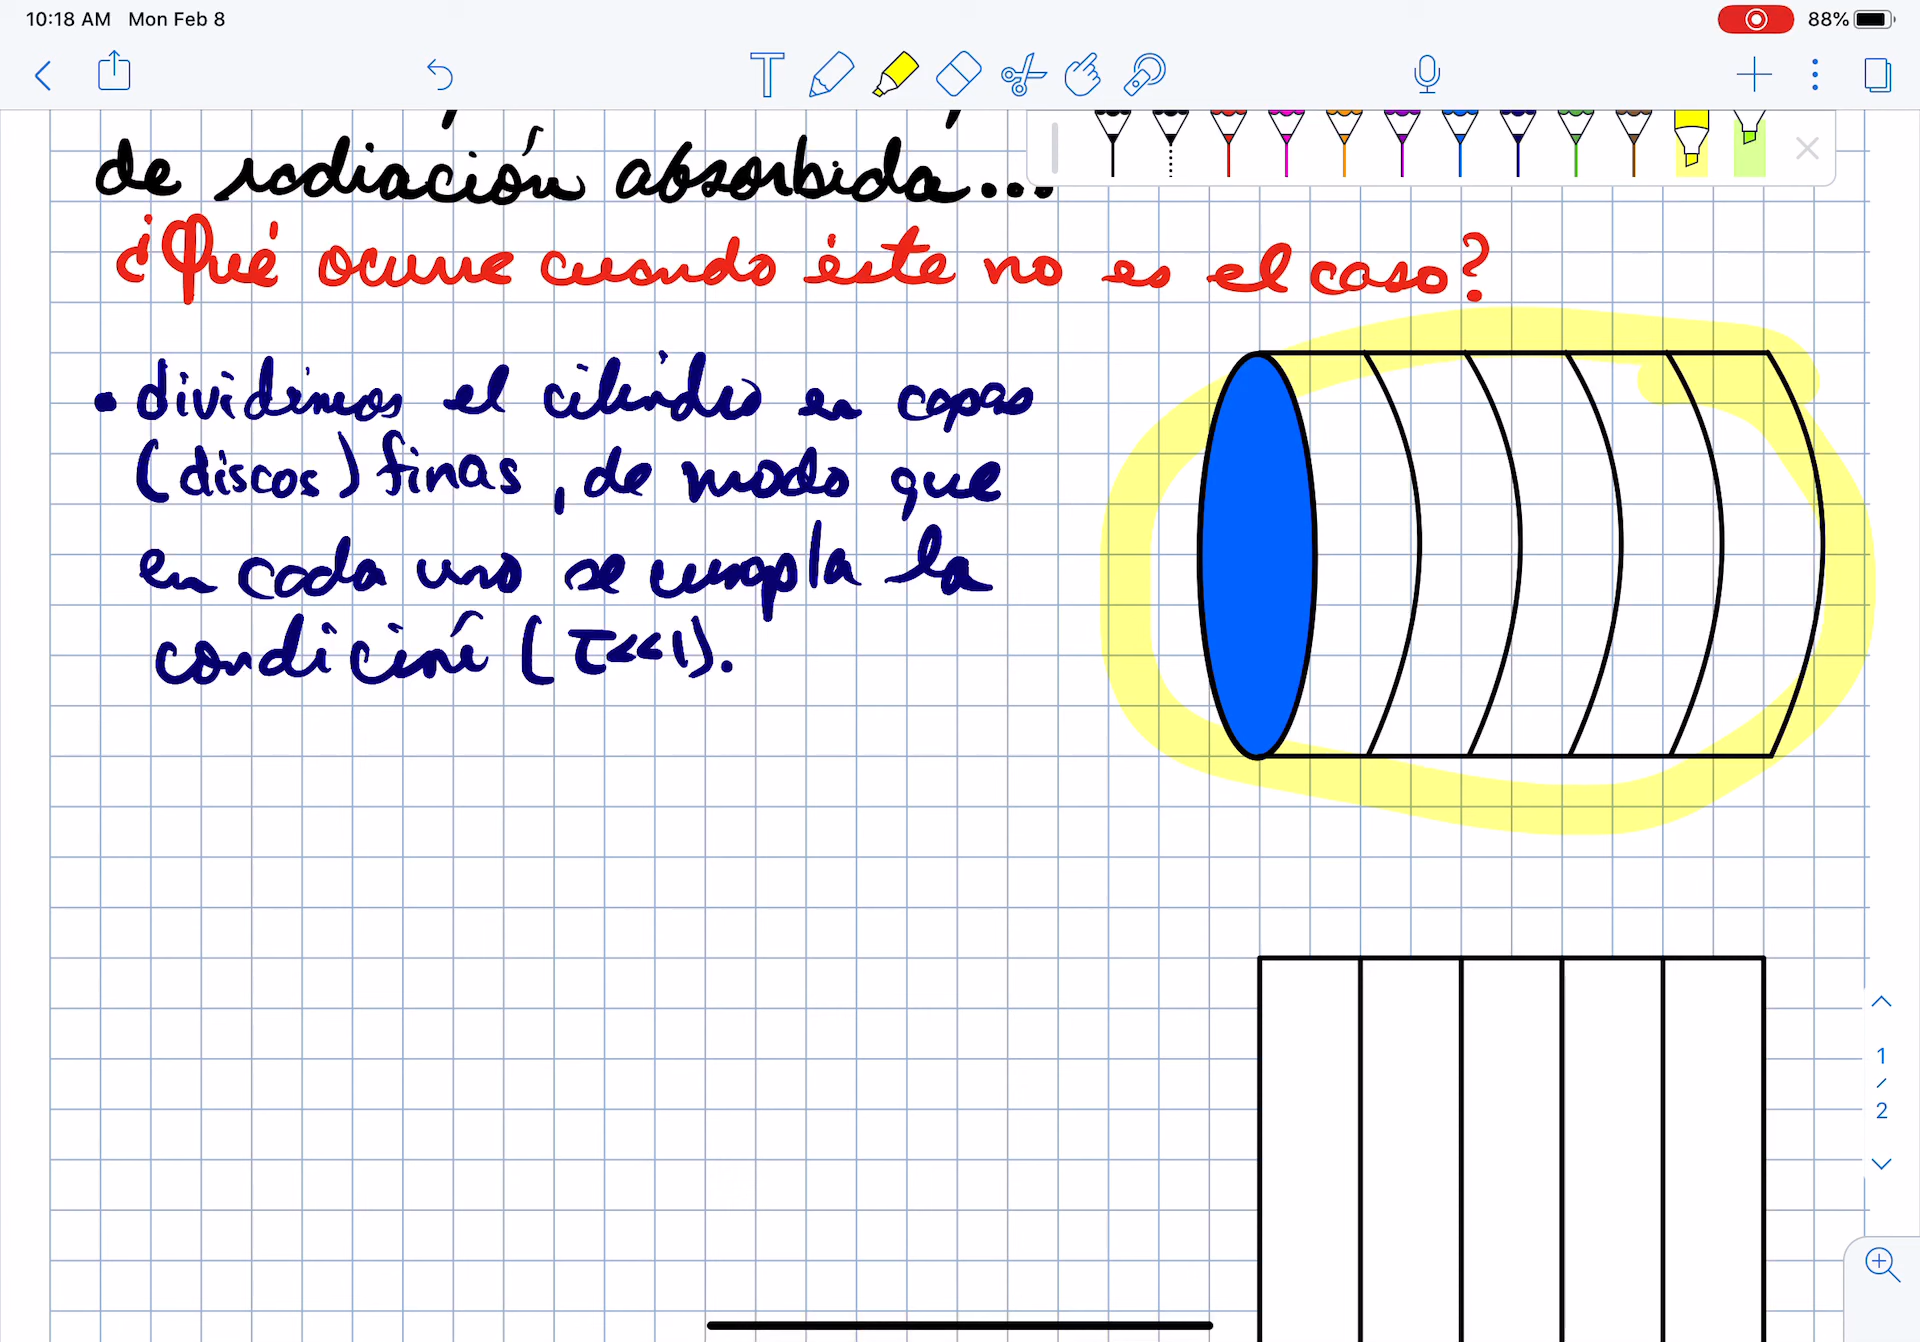 10:18 AM Mon Feb 8
88%
de radiación absorbida...
¿Qué ocurre cuando éste no es el caso?
• dividimos el cilindro en capas
(discos) finas, de modo que
en cada uno se cumpla la
condicioné (τ<<1).
1
/
2